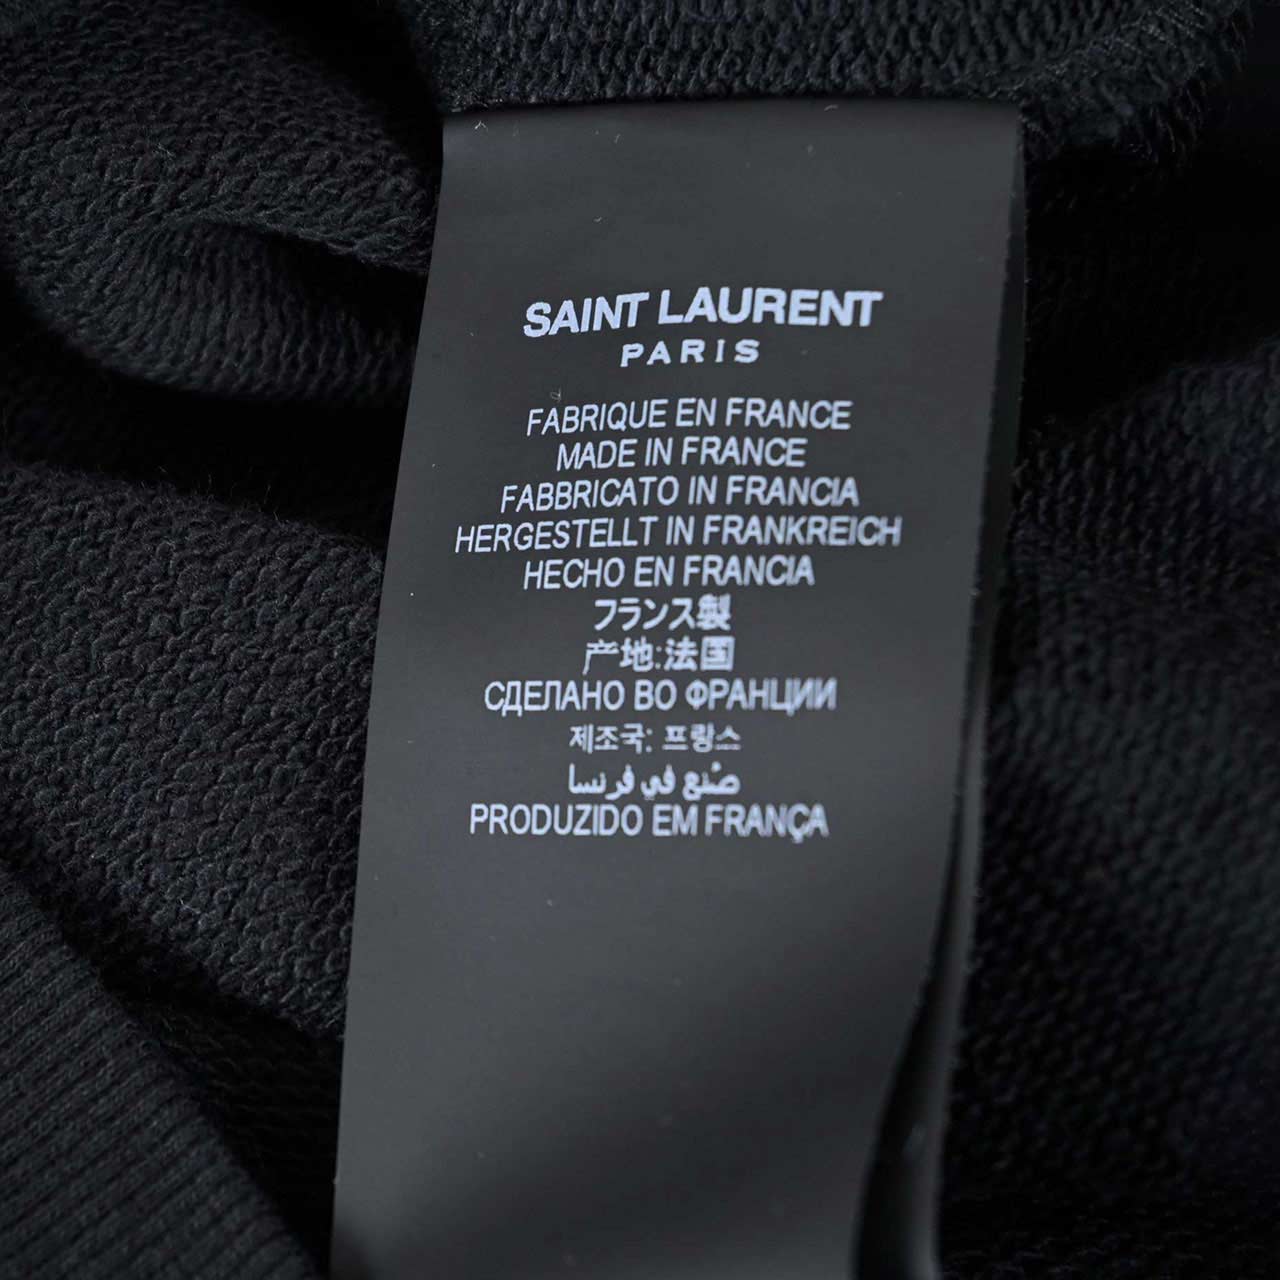 SAINT LAURENT
PARIS
FABRIQUE EN FRANCE
MADE IN FRANCE
FABBRICATO IN FRANCIA
HERGESTELLT IN FRANKREICH
HECHO EN FRANCIA
フランス製
产地:法国
СДЕЛАНО ВО ФРАНЦИИ
제조국: 프랑스
صُنع في فرنسا
PRODUZIDO EM FRANÇA